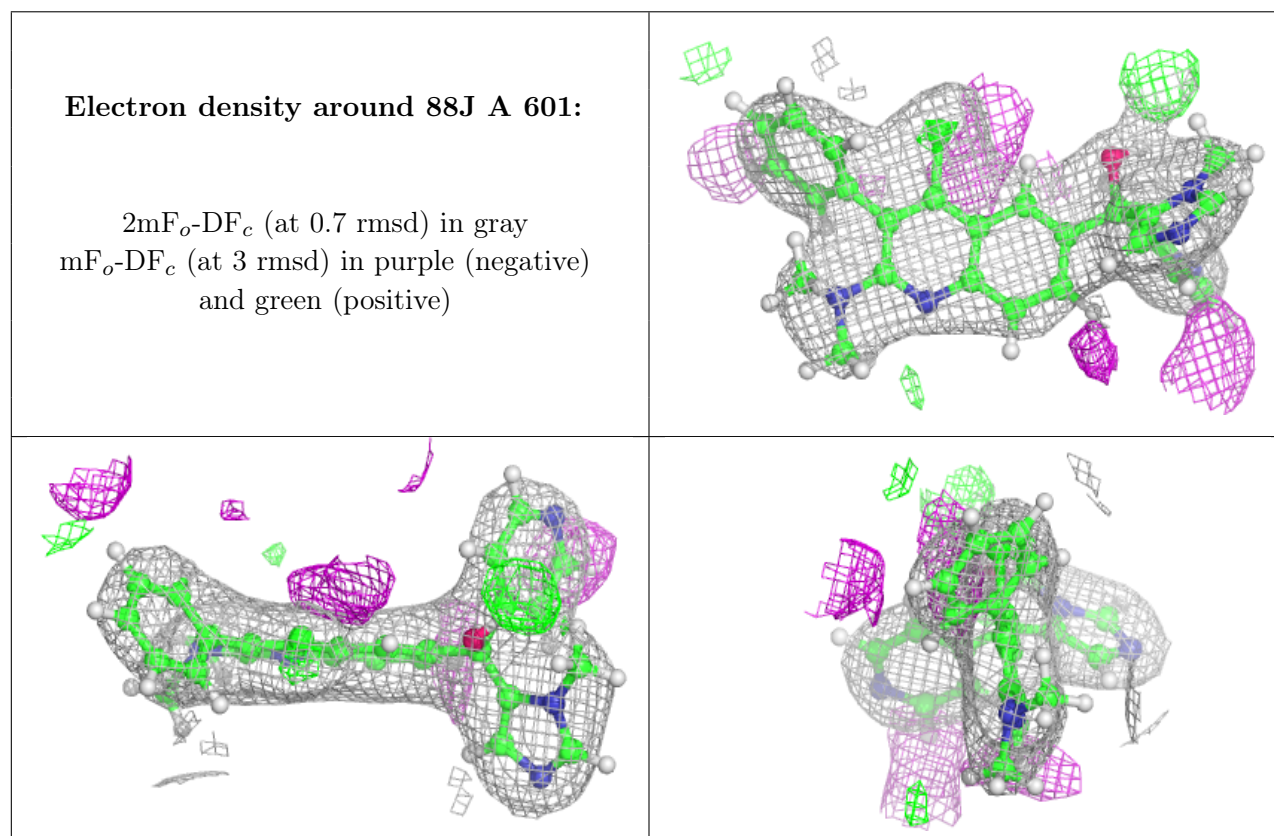 Electron density around 88J A 601:
2mFo-DFc (at 0.7 rmsd) in gray
mFo-DFc (at 3 rmsd) in purple (negative)
and green (positive)